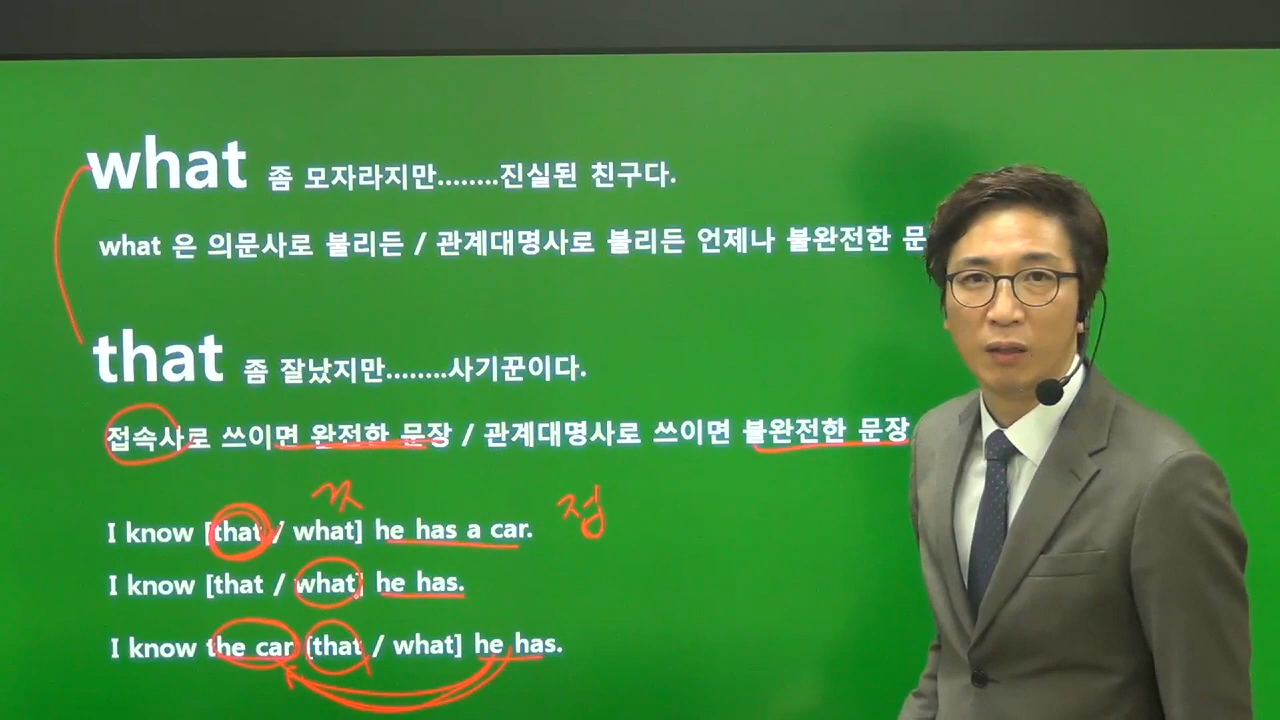 what 좀 모자라지만........진실된 친구다.
what 은 의문사로 불리든 / 관계대명사로 불리든 언제나 불완전한
that 좀 잘났지만........사기꾼이다.
접속사로 쓰이면 완전한 문장 / 관계대명사로 쓰이면 불완전한 문장
I know [that / what] he has a car. 접
I know [that / what] he has.
I know the car [that / what] he has.